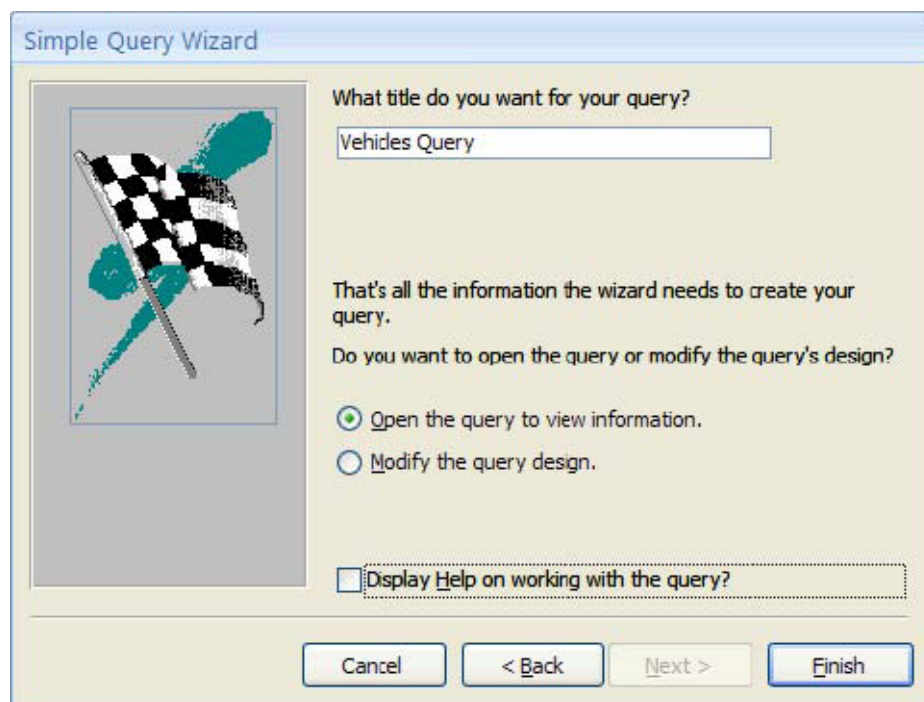 Simple Query Wizard
What title do you want for your query?
Vehicles Query
That's all the information the wizard needs to create your
query.
Do you want to open the query or modify the query's design?
Open the query to view information.
Modify the query design.
Display Help on working with the query?
Cancel
< Back
Next >
Finish